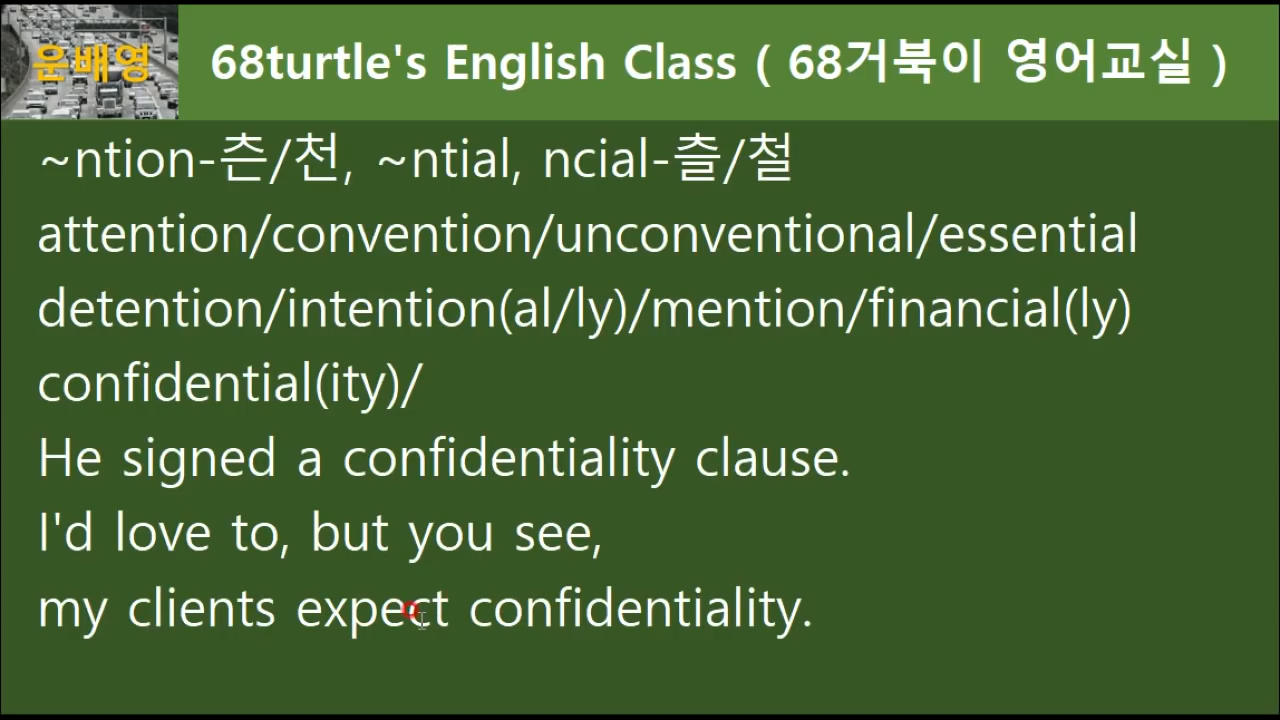 운배영
68turtle's English Class ( 68거북이 영어교실 )
~ntion-츤/천, ~ntial, ncial-츨/철
attention/convention/unconventional/essential
detention/intention(al/ly)/mention/financial(ly)
confidential(ity)/
He signed a confidentiality clause.
I'd love to, but you see,
my clients expect confidentiality.